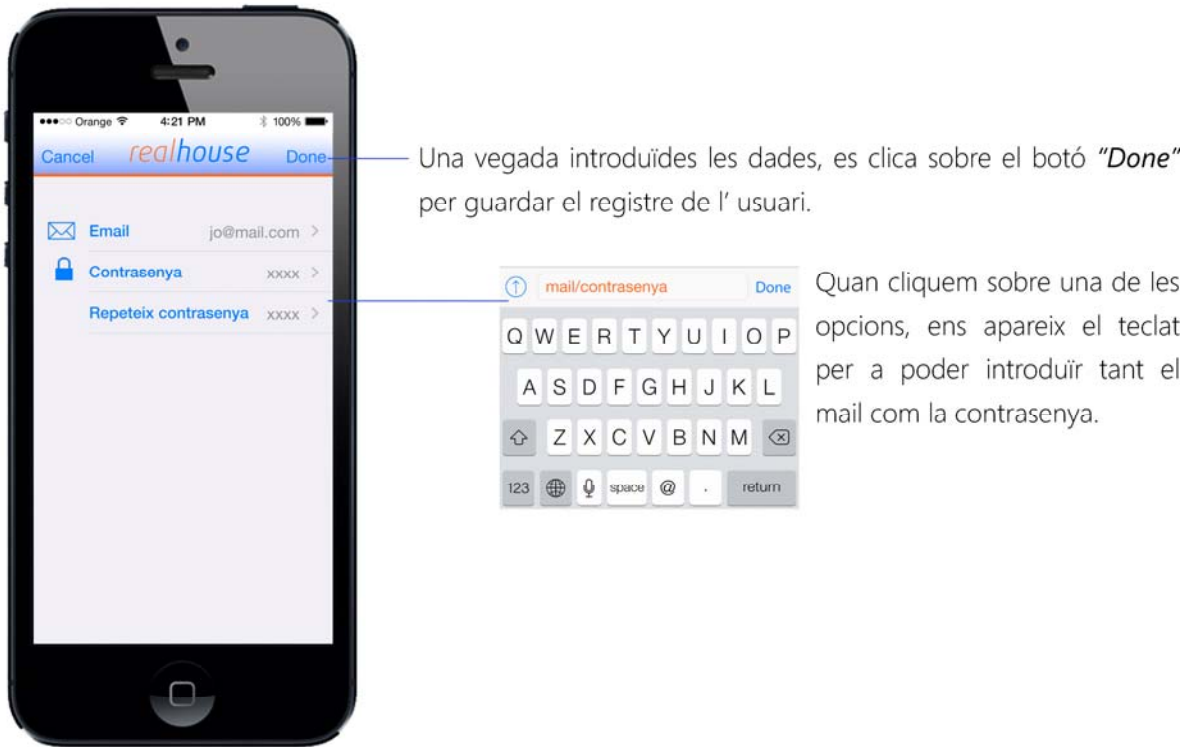 Orange 4:21 PM 100%
Cancel realhouse Done
Email jo@mail.com >
Contrasenya xxxx >
Repeteix contrasenya xxxx >
Una vegada introduïdes les dades, es clica sobre el botó “Done”
per guardar el registre de l’ usuari.
mail/contrasenya Done
Q W E R T Y U I O P
A S D F G H J K L
Z X C V B N M
123 space @ . return
Quan cliquem sobre una de les
opcions, ens apareix el teclat
per a poder introduïr tant el
mail com la contrasenya.